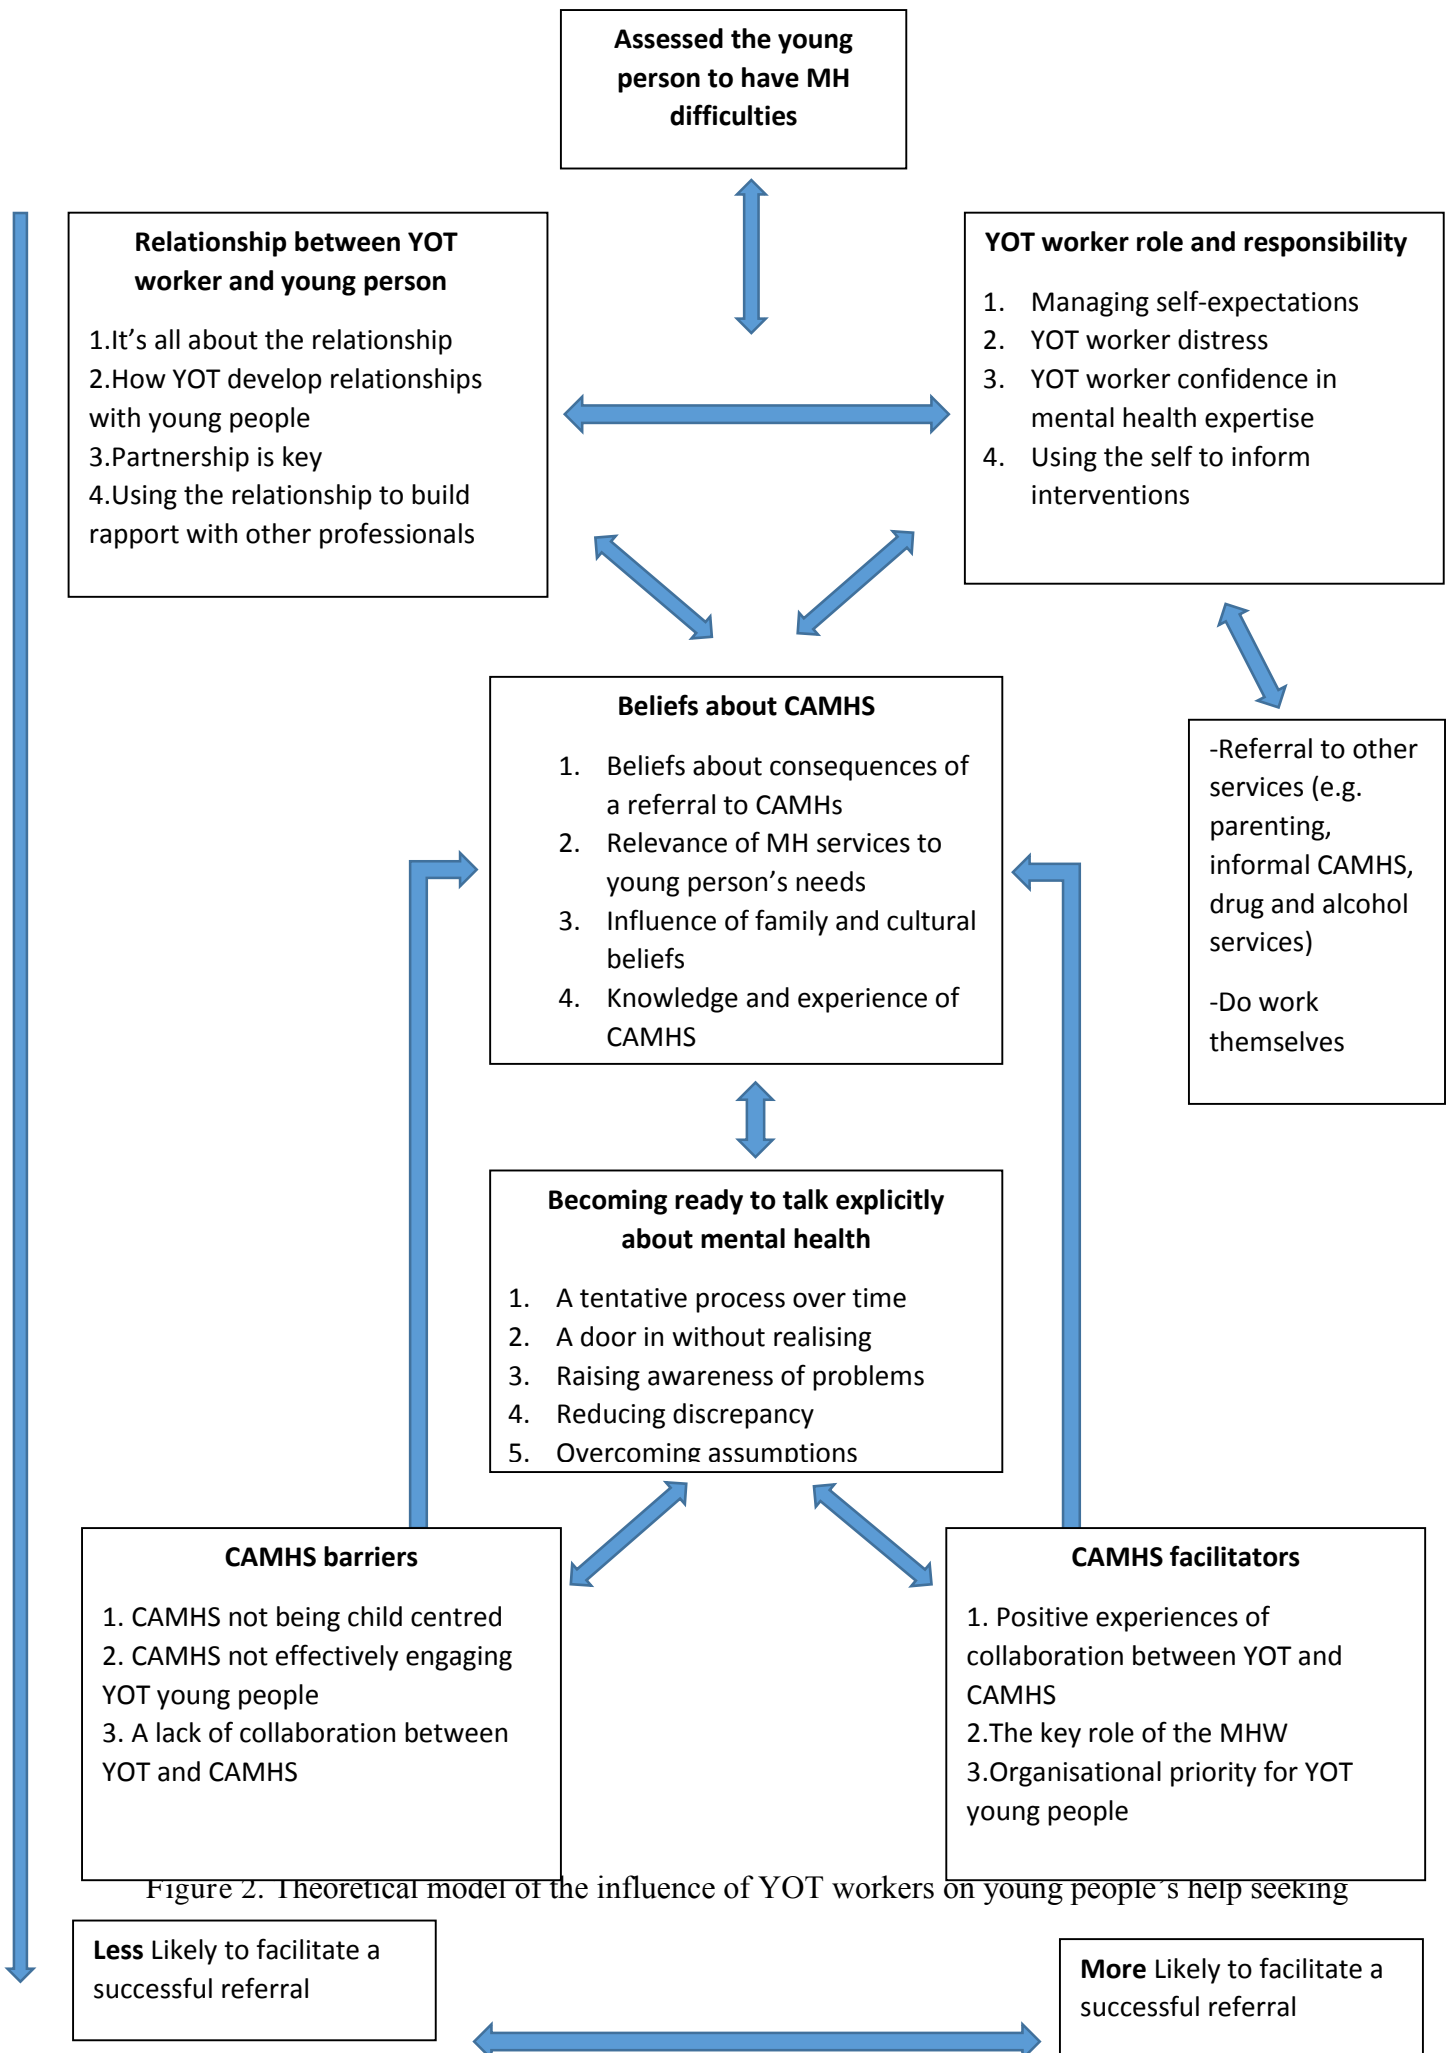 Assessed the young
person to have MH
difficulties
Relationship between YOT
worker and young person
1.It’s all about the relationship
2.How YOT develop relationships
with young people
3.Partnership is key
4.Using the relationship to build
rapport with other professionals
YOT worker role and responsibility
1. Managing self-expectations
2. YOT worker distress
3. YOT worker confidence in
mental health expertise
4. Using the self to inform
interventions
Beliefs about CAMHS
1. Beliefs about consequences of
a referral to CAMHs
2. Relevance of MH services to
young person’s needs
3. Influence of family and cultural
beliefs
4. Knowledge and experience of
CAMHS
-Referral to other
services (e.g.
parenting,
informal CAMHS,
drug and alcohol
services)
-Do work
themselves
Becoming ready to talk explicitly
about mental health
1. A tentative process over time
2. A door in without realising
3. Raising awareness of problems
4. Reducing discrepancy
5. Overcoming assumptions
CAMHS barriers
1. CAMHS not being child centred
2. CAMHS not effectively engaging
YOT young people
3. A lack of collaboration between
YOT and CAMHS
CAMHS facilitators
1. Positive experiences of
collaboration between YOT and
CAMHS
2.The key role of the MHW
3.Organisational priority for YOT
young people
Figure 2. Theoretical model of the influence of YOT workers on young people’s help seeking
Less Likely to facilitate a
successful referral
More Likely to facilitate a
successful referral